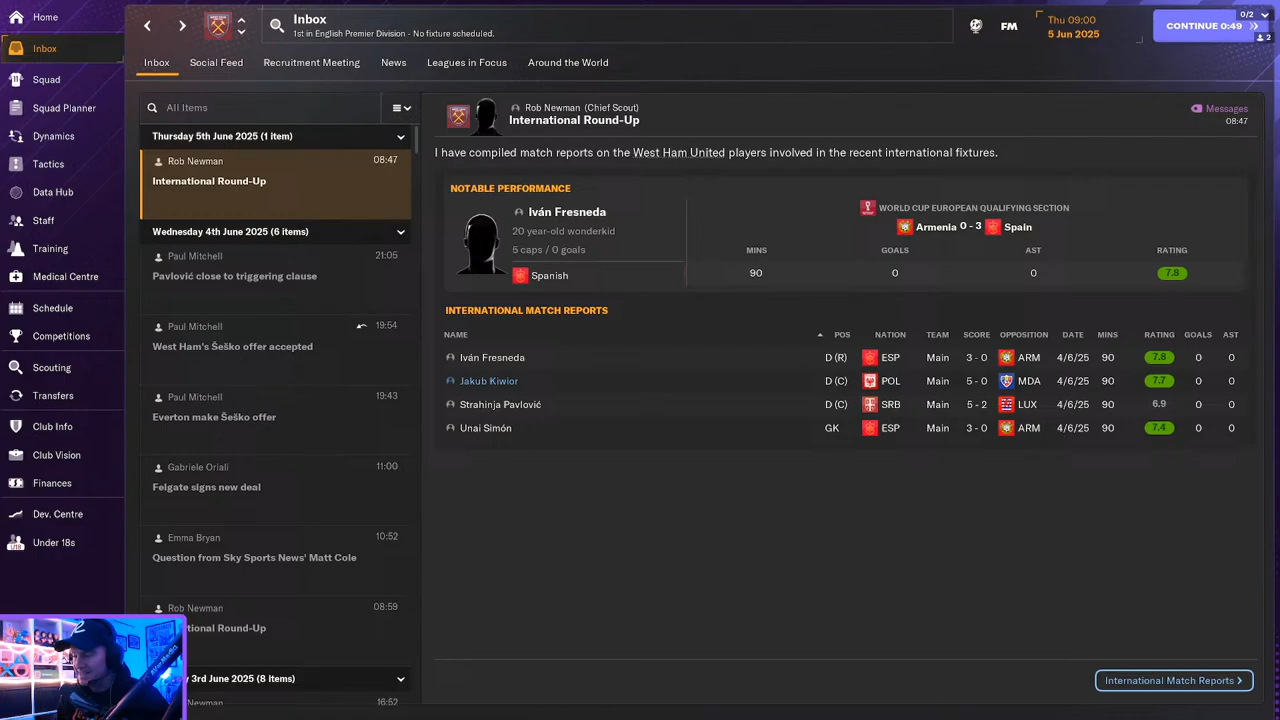 Home
Inbox
Squad
Squad Planner
Dynamics
Tactics
Data Hub
Staff
Training
Medical Centre
Schedule
Competitions
Scouting
Transfers
Club Info
Club Vision
Finances
Dev. Centre
Under 18s
Inbox
1st in English Premier Division - No fixture scheduled.
FM
Thu 09:00
5 Jun 2025
CONTINUE 0:49
0/2
2
Inbox Social Feed Recruitment Meeting News Leagues in Focus Around the World
All Items
Thursday 5th June 2025 (1 item)
Rob Newman 08:47
International Round-Up
Wednesday 4th June 2025 (6 items)
Paul Mitchell 21:05
Pavlović close to triggering clause
Paul Mitchell 19:54
West Ham's Šeško offer accepted
Paul Mitchell 19:43
Everton make Šeško offer
Gabriele Oriali 11:00
Felgate signs new deal
Emma Bryan 10:52
Question from Sky Sports News' Matt Cole
Rob Newman 08:59
tional Round-Up
3rd June 2025 (8 items)
Newman 16:52
Rob Newman (Chief Scout)
International Round-Up
Messages
08:47
I have compiled match reports on the West Ham United players involved in the recent international fixtures.
NOTABLE PERFORMANCE
Iván Fresneda
20 year-old wonderkid
5 caps / 0 goals
Spanish
WORLD CUP EUROPEAN QUALIFYING SECTION
Armenia 0 - 3 Spain
MINS GOALS AST RATING
90 0 0 7.8
INTERNATIONAL MATCH REPORTS
NAME POS NATION TEAM SCORE OPPOSITION DATE MINS RATING GOALS AST
Iván Fresneda D (R) ESP Main 3 - 0 ARM 4/6/25 90 7.8 0 0
Jakub Kiwior D (C) POL Main 5 - 0 MDA 4/6/25 90 7.7 0 0
Strahinja Pavlović D (C) SRB Main 5 - 2 LUX 4/6/25 90 6.9 0 0
Unai Simón GK ESP Main 3 - 0 ARM 4/6/25 90 7.4 0 0
International Match Reports